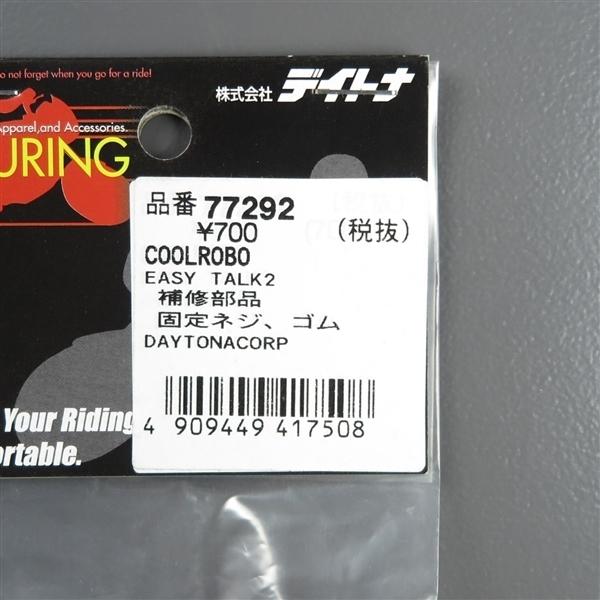 o not forget when you go for a ride!
株式会社 デイトナ
Apparel,and Accessories.
URING
品番 77292
¥700 (税抜)
COOLROBO
EASY TALK2
補修部品
固定ネジ、ゴム
DAYTONACORP
4 909449 417508
Your Riding
ortable.